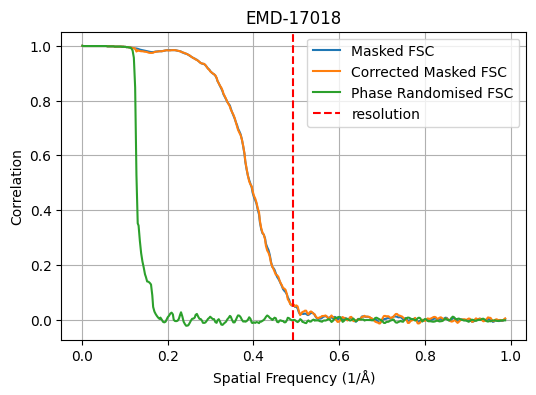 EMD-17018
Masked FSC
Corrected Masked FSC
Phase Randomised FSC
resolution
Correlation
1.0
0.8
0.6
0.4
0.2
0.0
0.0 0.2 0.4 0.6 0.8 1.0
Spatial Frequency (1/Å)